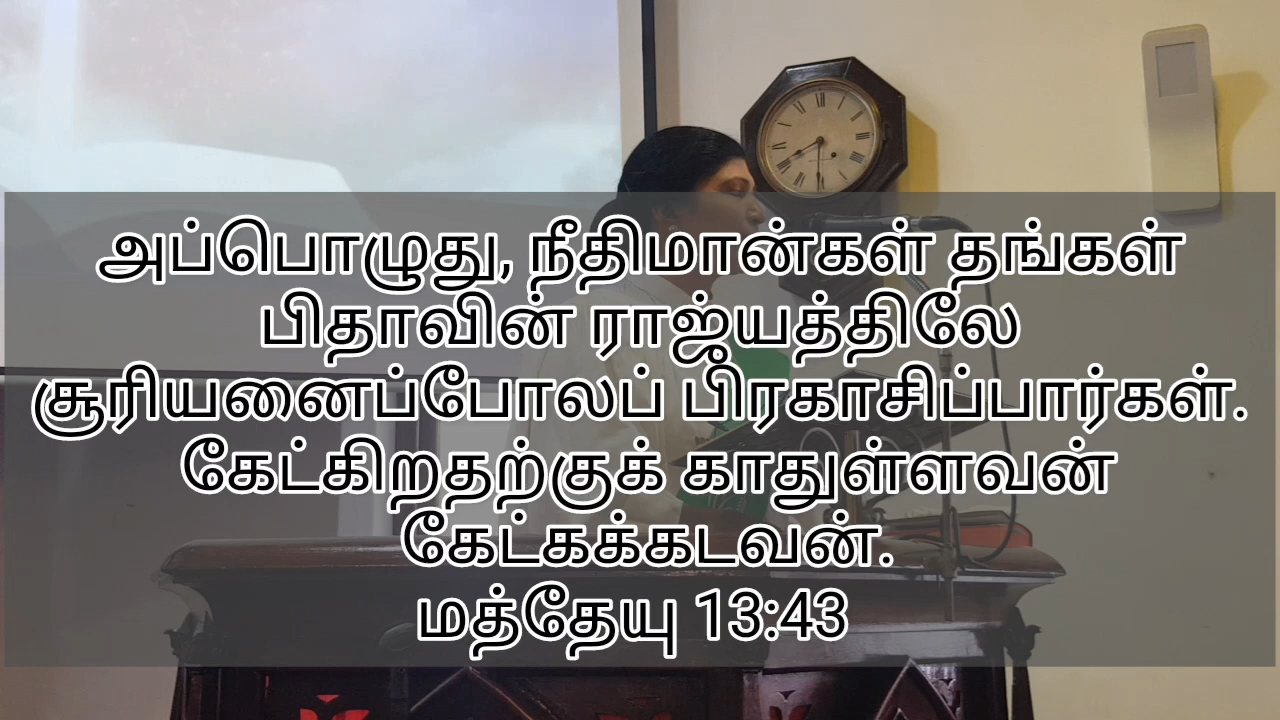 அப்பொழுது, நீதிமான்கள் தங்கள்
பிதாவின் ராஜ்யத்திலே
சூரியனைப்போலப் பிரகாசிப்பார்கள்.
கேட்கிறதற்குக் காதுள்ளவன்
கேட்கக்கடவன்.
மத்தேயு 13:43